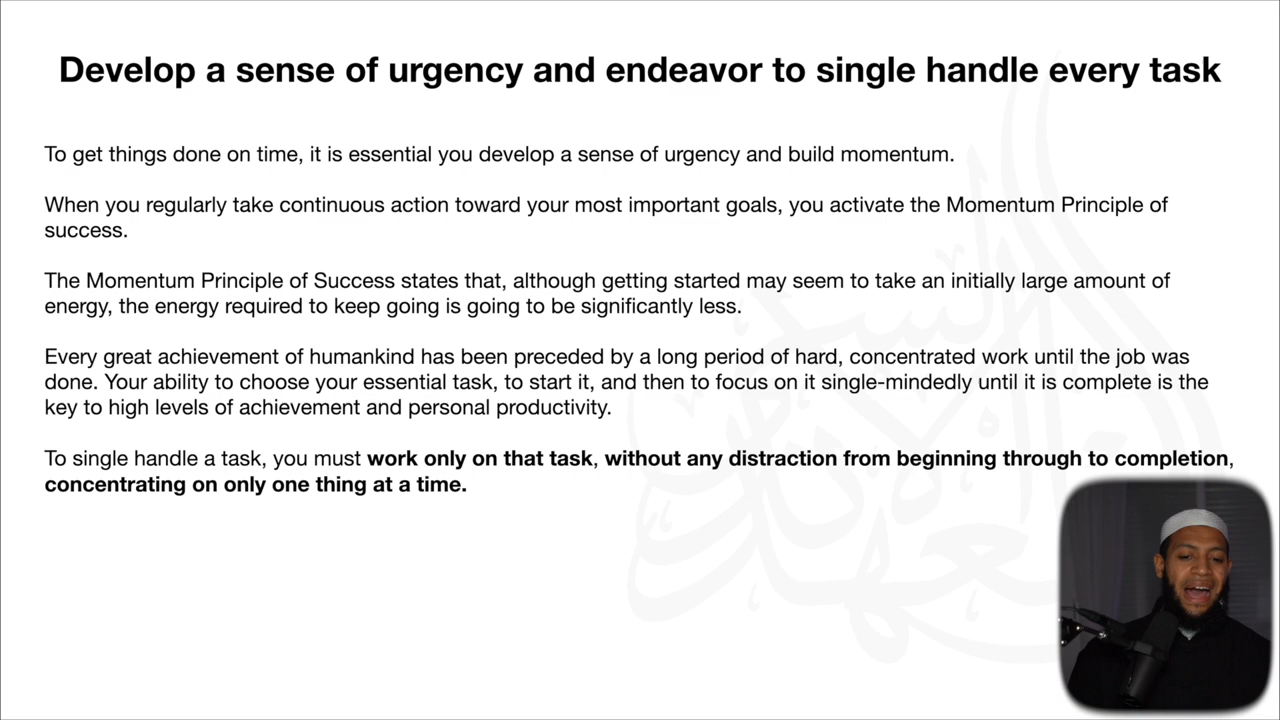 Develop a sense of urgency and endeavor to single handle every task
To get things done on time, it is essential you develop a sense of urgency and build momentum.
When you regularly take continuous action toward your most important goals, you activate the Momentum Principle of
success.
The Momentum Principle of Success states that, although getting started may seem to take an initially large amount of
energy, the energy required to keep going is going to be significantly less.
Every great achievement of humankind has been preceded by a long period of hard, concentrated work until the job was
done. Your ability to choose your essential task, to start it, and then to focus on it single-mindedly until it is complete is the
key to high levels of achievement and personal productivity.
To single handle a task, you must work only on that task, without any distraction from beginning through to completion,
concentrating on only one thing at a time.